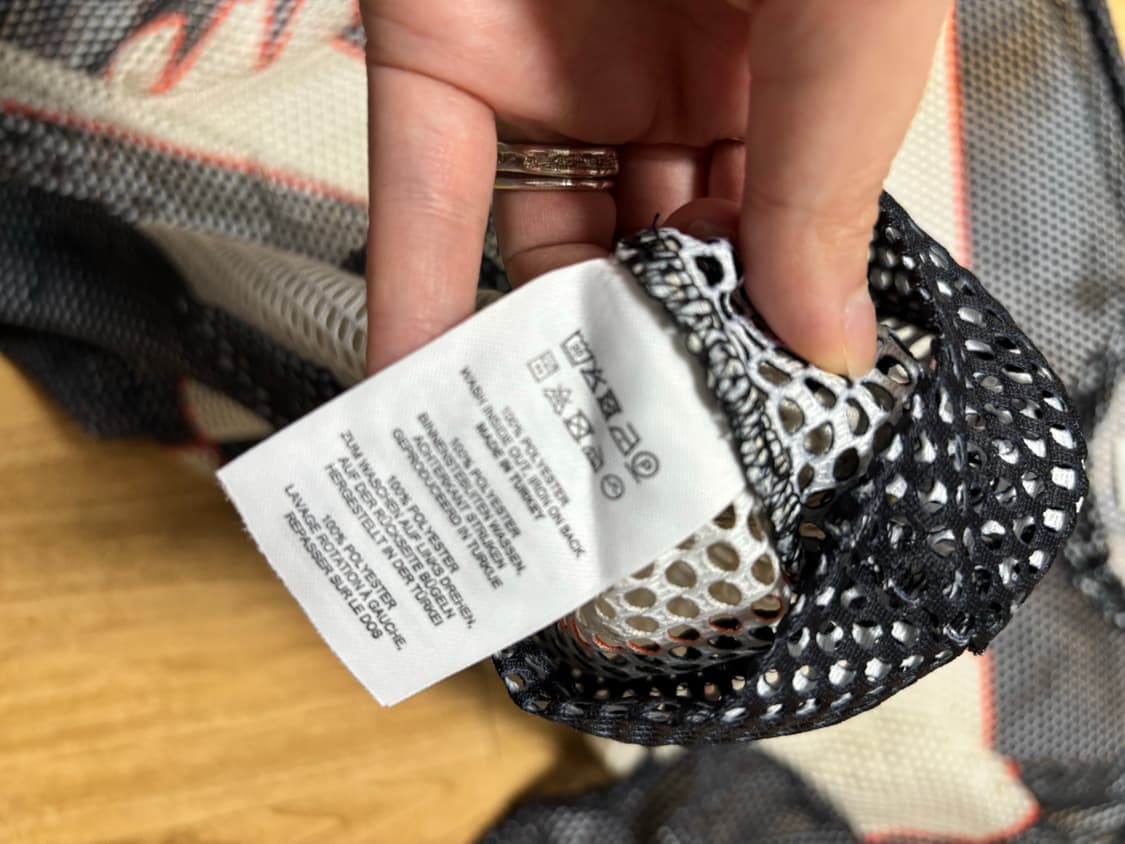 100% POLYESTER
WASH INSIDE OUT, IRON ON BACK
MADE IN TURKEY
100% POLYESTER
BINNENSTEBUITEN WASSEN,
ACHTERKANT STRIJKEN
GEPRODUCEERD IN TURKIJE
100% POLYESTER
ZUM WASCHEN AUF LINKS DREHEN,
AUF DER RÜCKSEITE BÜGELN
HERGESTELLT IN DER TÜRKEI
100% POLYESTER
LAVAGE ROTATION À GAUCHE,
REPASSER SUR LE DOS